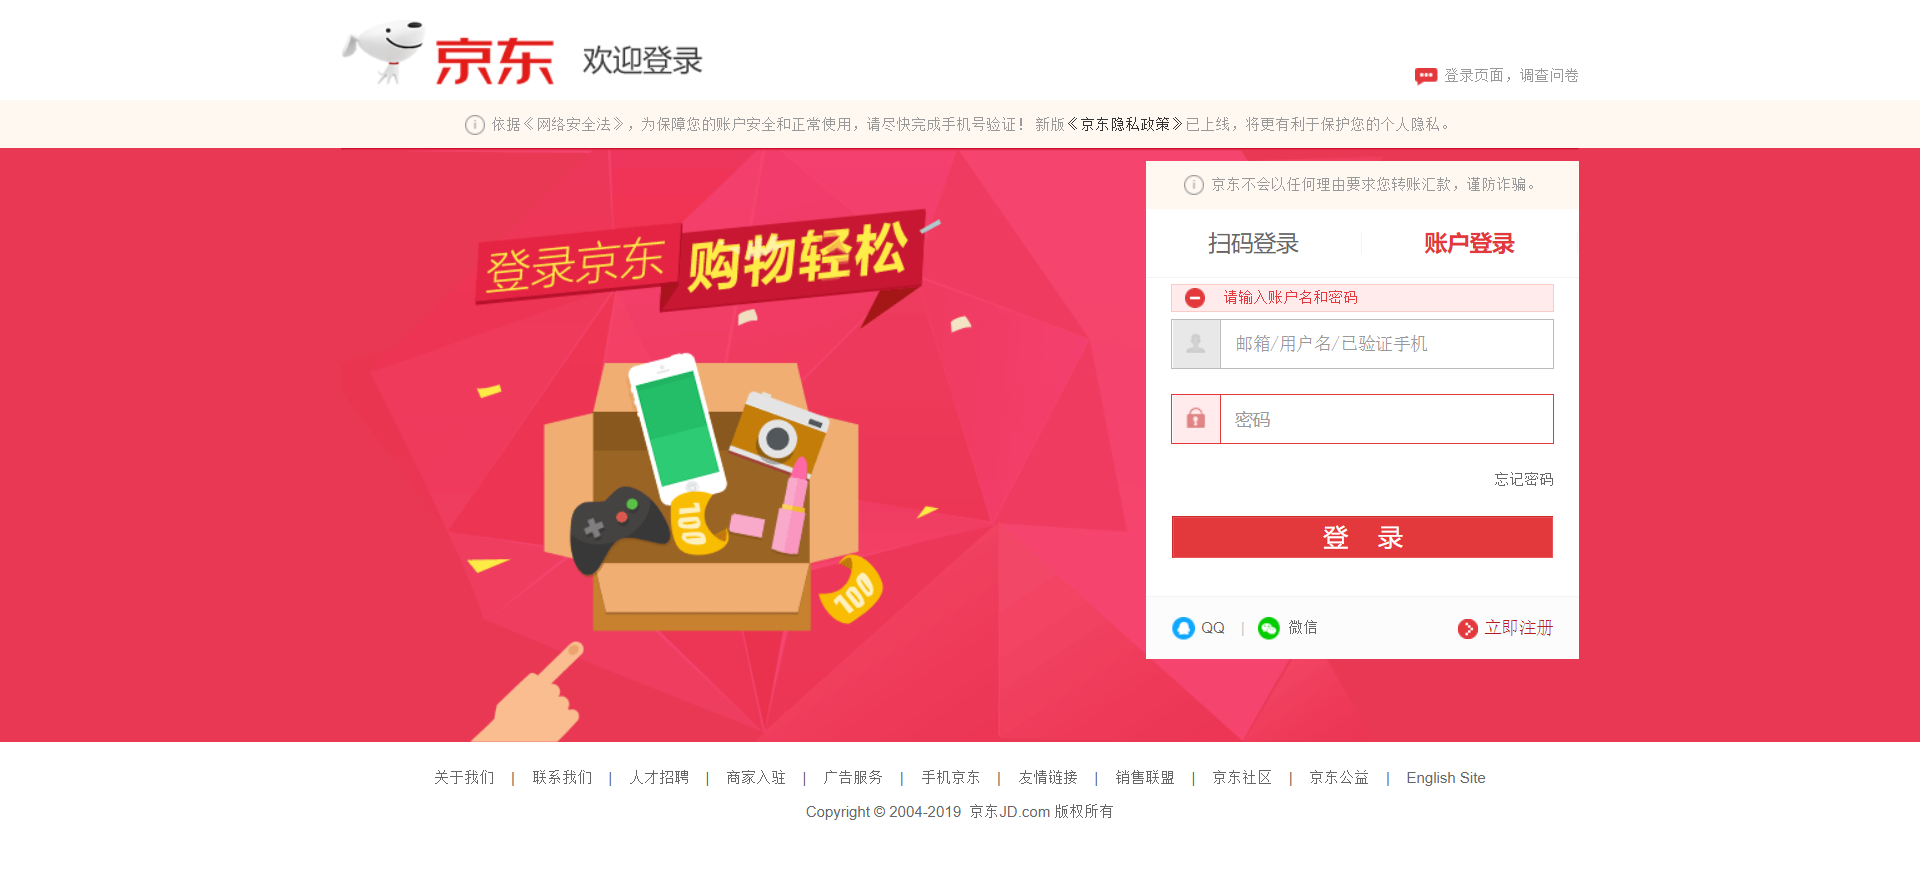 京东 欢迎登录
登录页面，调查问卷
依据《网络安全法》，为保障您的账户安全和正常使用，请尽快完成手机号验证！ 新版《京东隐私政策》已上线，将更有利于保护您的个人隐私。
登录京东 购物轻松
100
100
京东不会以任何理由要求您转账汇款，谨防诈骗。
扫码登录 账户登录
请输入账户名和密码
邮箱/用户名/已验证手机
密码
忘记密码
登 录
QQ | 微信 立即注册
关于我们 | 联系我们 | 人才招聘 | 商家入驻 | 广告服务 | 手机京东 | 友情链接 | 销售联盟 | 京东社区 | 京东公益 | English Site
Copyright © 2004-2019 京东JD.com 版权所有